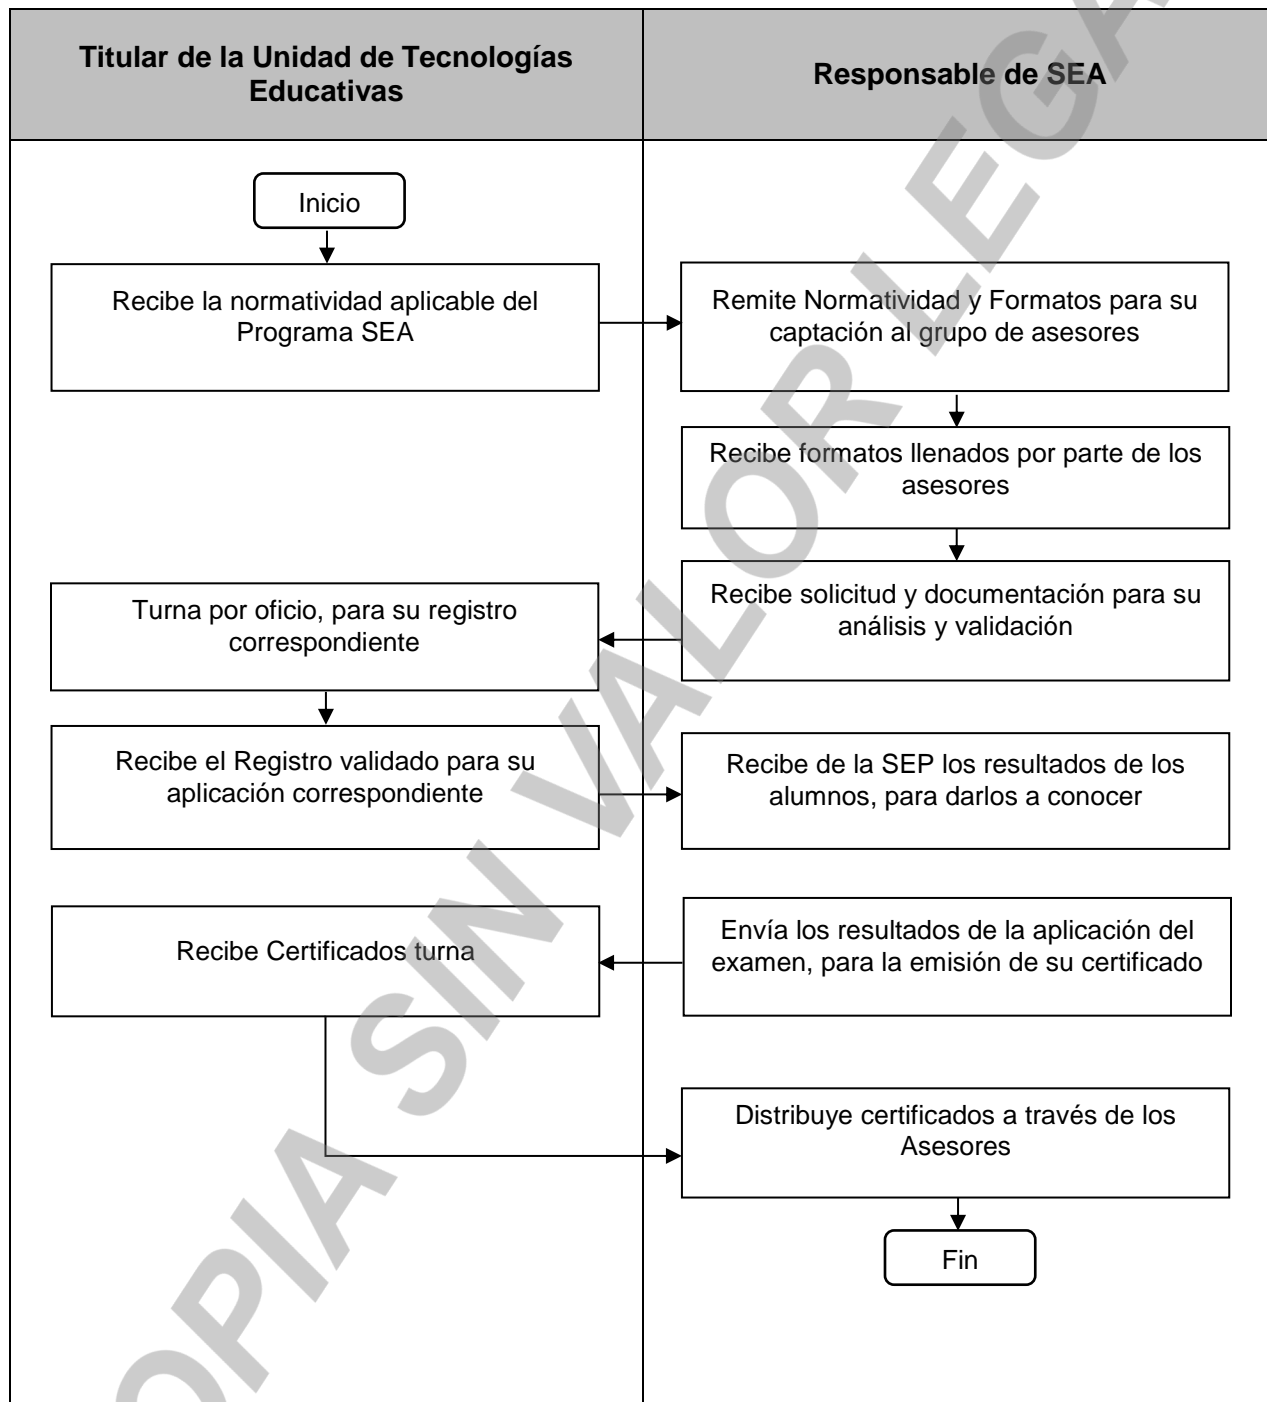 Titular de la Unidad de Tecnologías
Educativas
Responsable de SEA
Inicio
Recibe la normatividad aplicable del
Programa SEA
Remite Normatividad y Formatos para su
captación al grupo de asesores
Recibe formatos llenados por parte de los
asesores
Recibe solicitud y documentación para su
análisis y validación
Turna por oficio, para su registro
correspondiente
Recibe el Registro validado para su
aplicación correspondiente
Recibe de la SEP los resultados de los
alumnos, para darlos a conocer
Envía los resultados de la aplicación del
examen, para la emisión de su certificado
Recibe Certificados turna
Distribuye certificados a través de los
Asesores
Fin
OPIA SIN VALOR LEGA